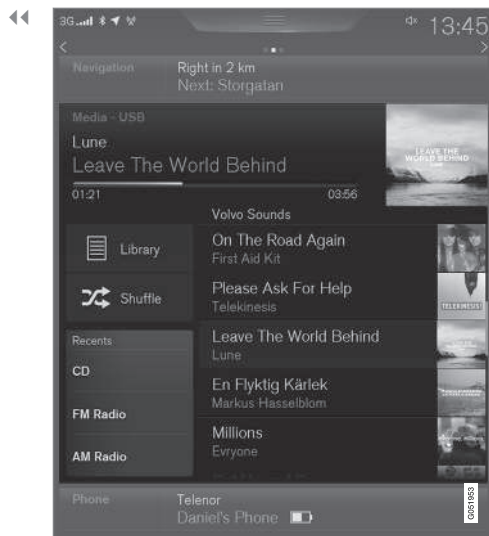 3G
13:45
Navigation
Right in 2 km
Next: Storgatan
Media - USB
Lune
Leave The World Behind
01:21
03:56
LEAVE THE
WORLD BEHIND
Volvo Sounds
Library
Shuffle
On The Road Again
First Aid Kit
Please Ask For Help
Telekinesis
TELEKINESIS!
Leave The World Behind
Lune
En Flyktig Kärlek
Markus Hasselblom
Millions
Evryone
Recents
CD
FM Radio
AM Radio
Phone
Telenor
Daniel's Phone
G051953